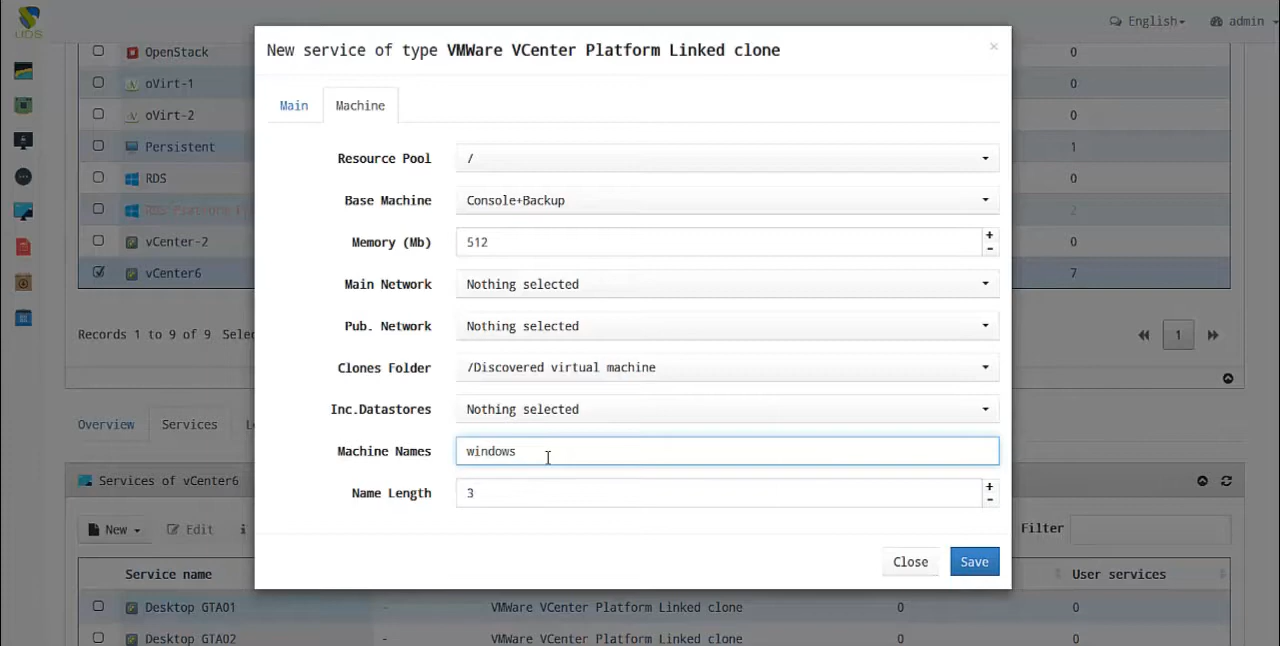 UDS
English
admin
New service of type VMWare VCenter Platform Linked clone
×
Main
Machine
Resource Pool
/
Base Machine
Console+Backup
Memory (Mb)
512
+
-
Main Network
Nothing selected
Pub. Network
Nothing selected
Clones Folder
/Discovered virtual machine
Inc.Datastores
Nothing selected
Machine Names
windows
Name Length
3
+
-
Close
Save
OpenStack
0
oVirt-1
0
oVirt-2
0
Persistent
1
RDS
0
RDS Platform
2
vCenter-2
0
vCenter6
7
Records 1 to 9 of 9
1
Overview
Services
Services of vCenter6
New
Edit
Filter
Service name
User services
Desktop GTA01
-
VMWare VCenter Platform Linked clone
0
0
Desktop GTA02
-
VMWare VCenter Platform Linked clone
0
0